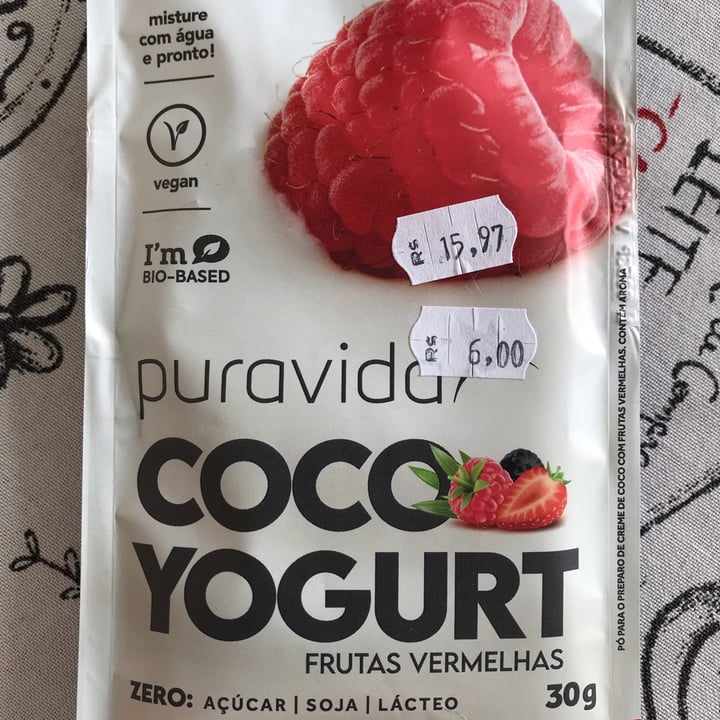 misture
com água
e pronto!
vegan
I'm
BIO-BASED
R$ 15,97
R$ 6,00
puravida
COCO
YOGURT
FRUTAS VERMELHAS
ZERO: AÇÚCAR | SOJA | LÁCTEO
30g
PÓ PARA O PREPARO DE CREME DE COCO COM FRUTAS VERMELHAS. CONTÉM AROMA